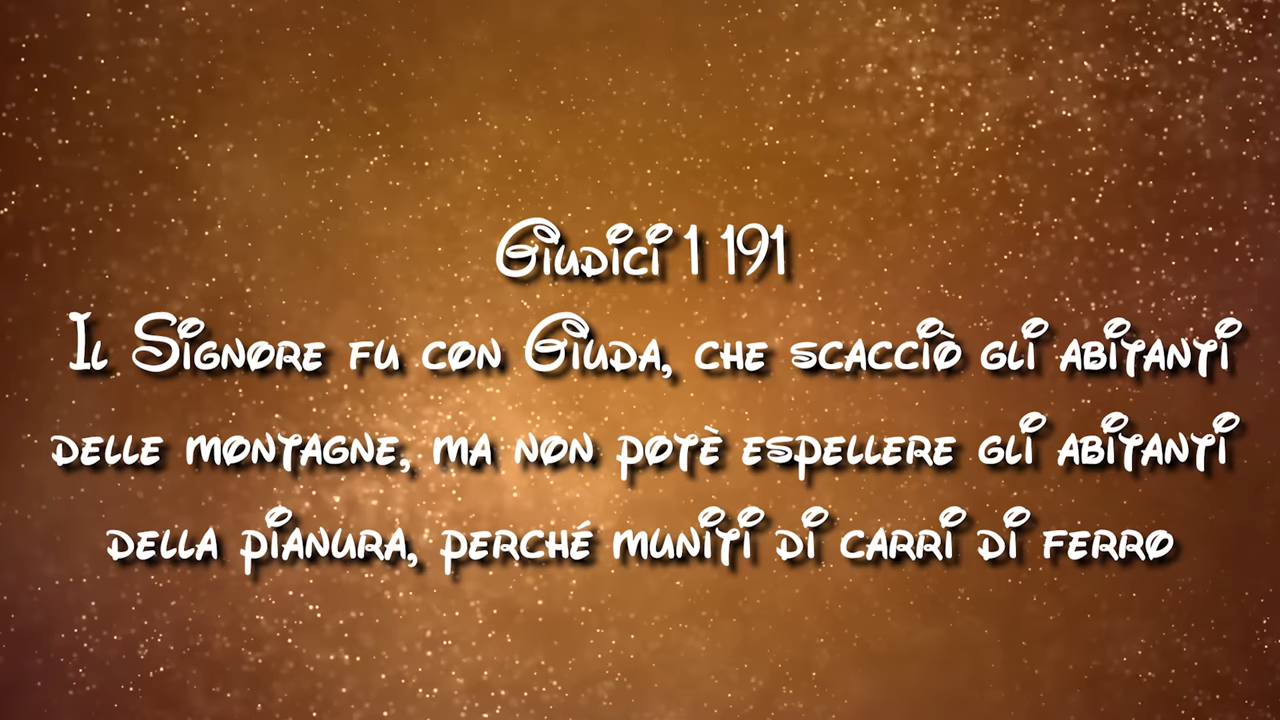 Giudici 1 191
Il Signore fu con Giuda, che scacciò gli abitanti
delle montagne, ma non potè espellere gli abitanti
della pianura, perché muniti di carri di ferro